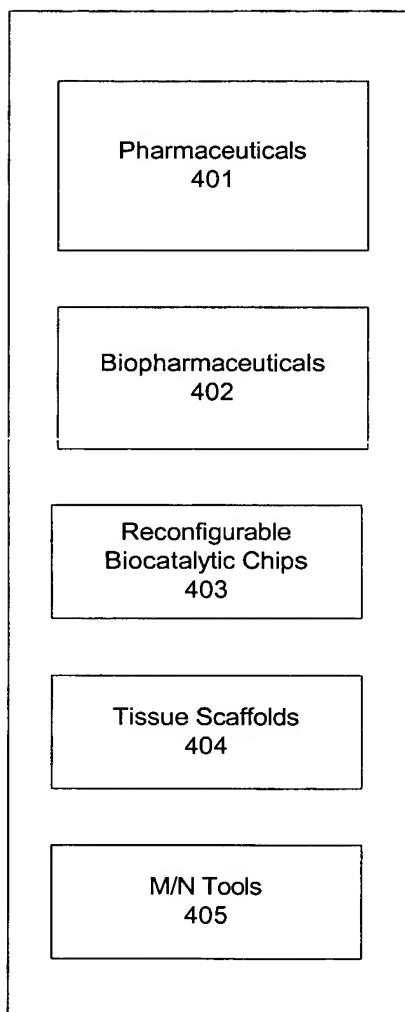 Pharmaceuticals
401
Biopharmaceuticals
402
Reconfigurable
Biocatalytic Chips
403
Tissue Scaffolds
404
M/N Tools
405